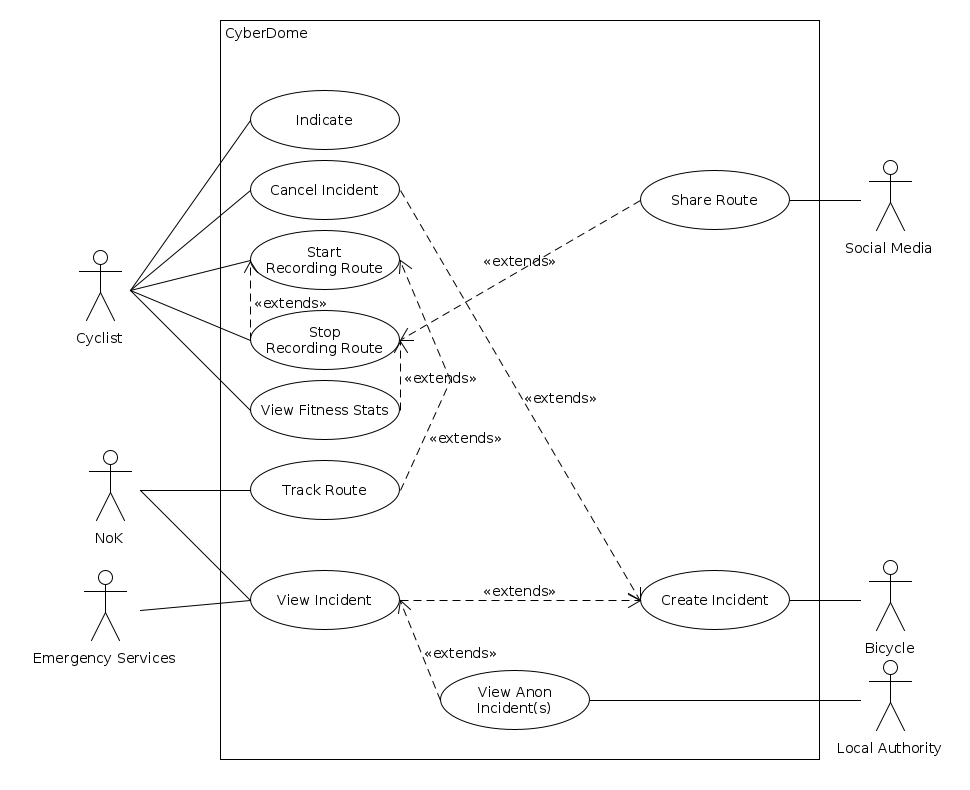 CyberDome
Indicate
Cancel Incident
Share Route
Social Media
Start
Recording Route
«extends»
«extends»
Cyclist
Stop
Recording Route
«extends»
«extends»
View Fitness Stats
«extends»
Track Route
NoK
View Incident
«extends»
Create Incident
Emergency Services
Bicycle
«extends»
View Anon
Incident(s)
Local Authority